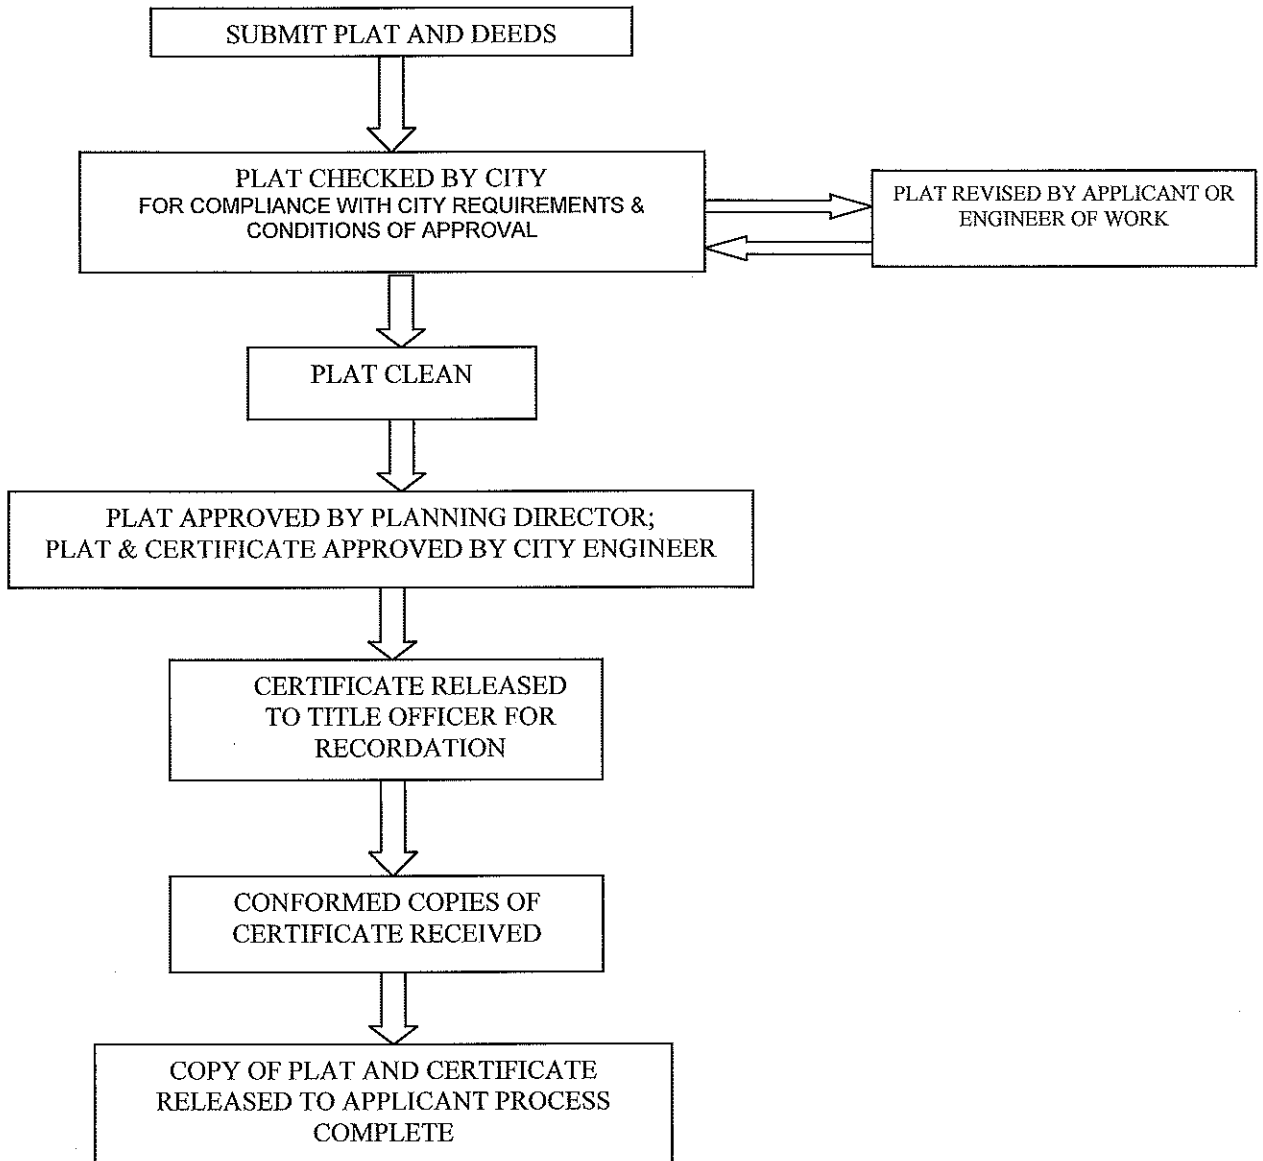 SUBMIT PLAT AND DEEDS
PLAT CHECKED BY CITY
FOR COMPLIANCE WITH CITY REQUIREMENTS &
CONDITIONS OF APPROVAL
PLAT REVISED BY APPLICANT OR
ENGINEER OF WORK
PLAT CLEAN
PLAT APPROVED BY PLANNING DIRECTOR;
PLAT & CERTIFICATE APPROVED BY CITY ENGINEER
CERTIFICATE RELEASED
TO TITLE OFFICER FOR
RECORDATION
CONFORMED COPIES OF
CERTIFICATE RECEIVED
COPY OF PLAT AND CERTIFICATE
RELEASED TO APPLICANT PROCESS
COMPLETE